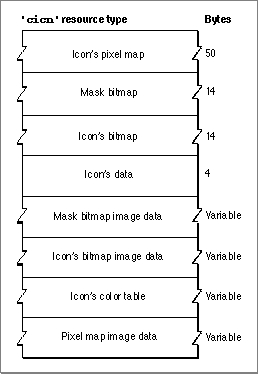 'cicn' resource type Bytes
Icon's pixel map 50
Mask bitmap 14
Icon's bitmap 14
Icon's data 4
Mask bitmap image data Variable
Icon's bitmap image data Variable
Icon's color table Variable
Pixel map image data Variable